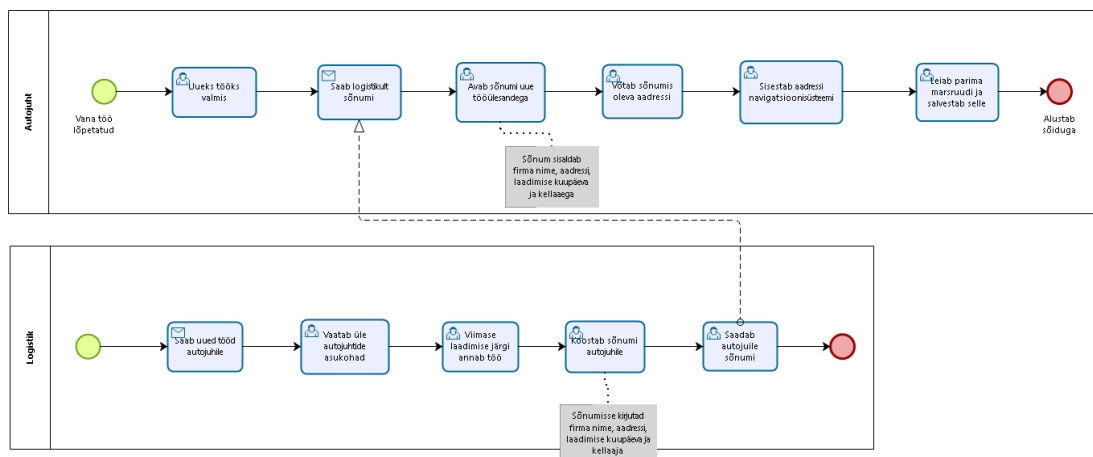 Autojuht
Vana töö
lõpetatud
Uueks tööks
valmis
Saab logistikult
sõnumi
Avab sõnumi uue
tööülesandega
Võtab sõnumis
oleva aadressi
Sisestab aadressi
navigatsioonisüsteemi
Leiab parima
marsruudi ja
salvestab selle
Alustab
sõiduga
Sõnum sisaldab
firma nime, aadressi,
laadimise kuupäeva
ja kellaaega
Logistik
Saab uued tööd
autojuhile
Vaatab üle
autojuhtide
asukohad
Viimase
laadimise järgi
annab töö
Koostab sõnumi
autojuhile
Saadab
autojuile
sõnumi
Sõnumisse kirjutad
firma nime, aadressi,
laadimise kuupäeva ja
kellaaja